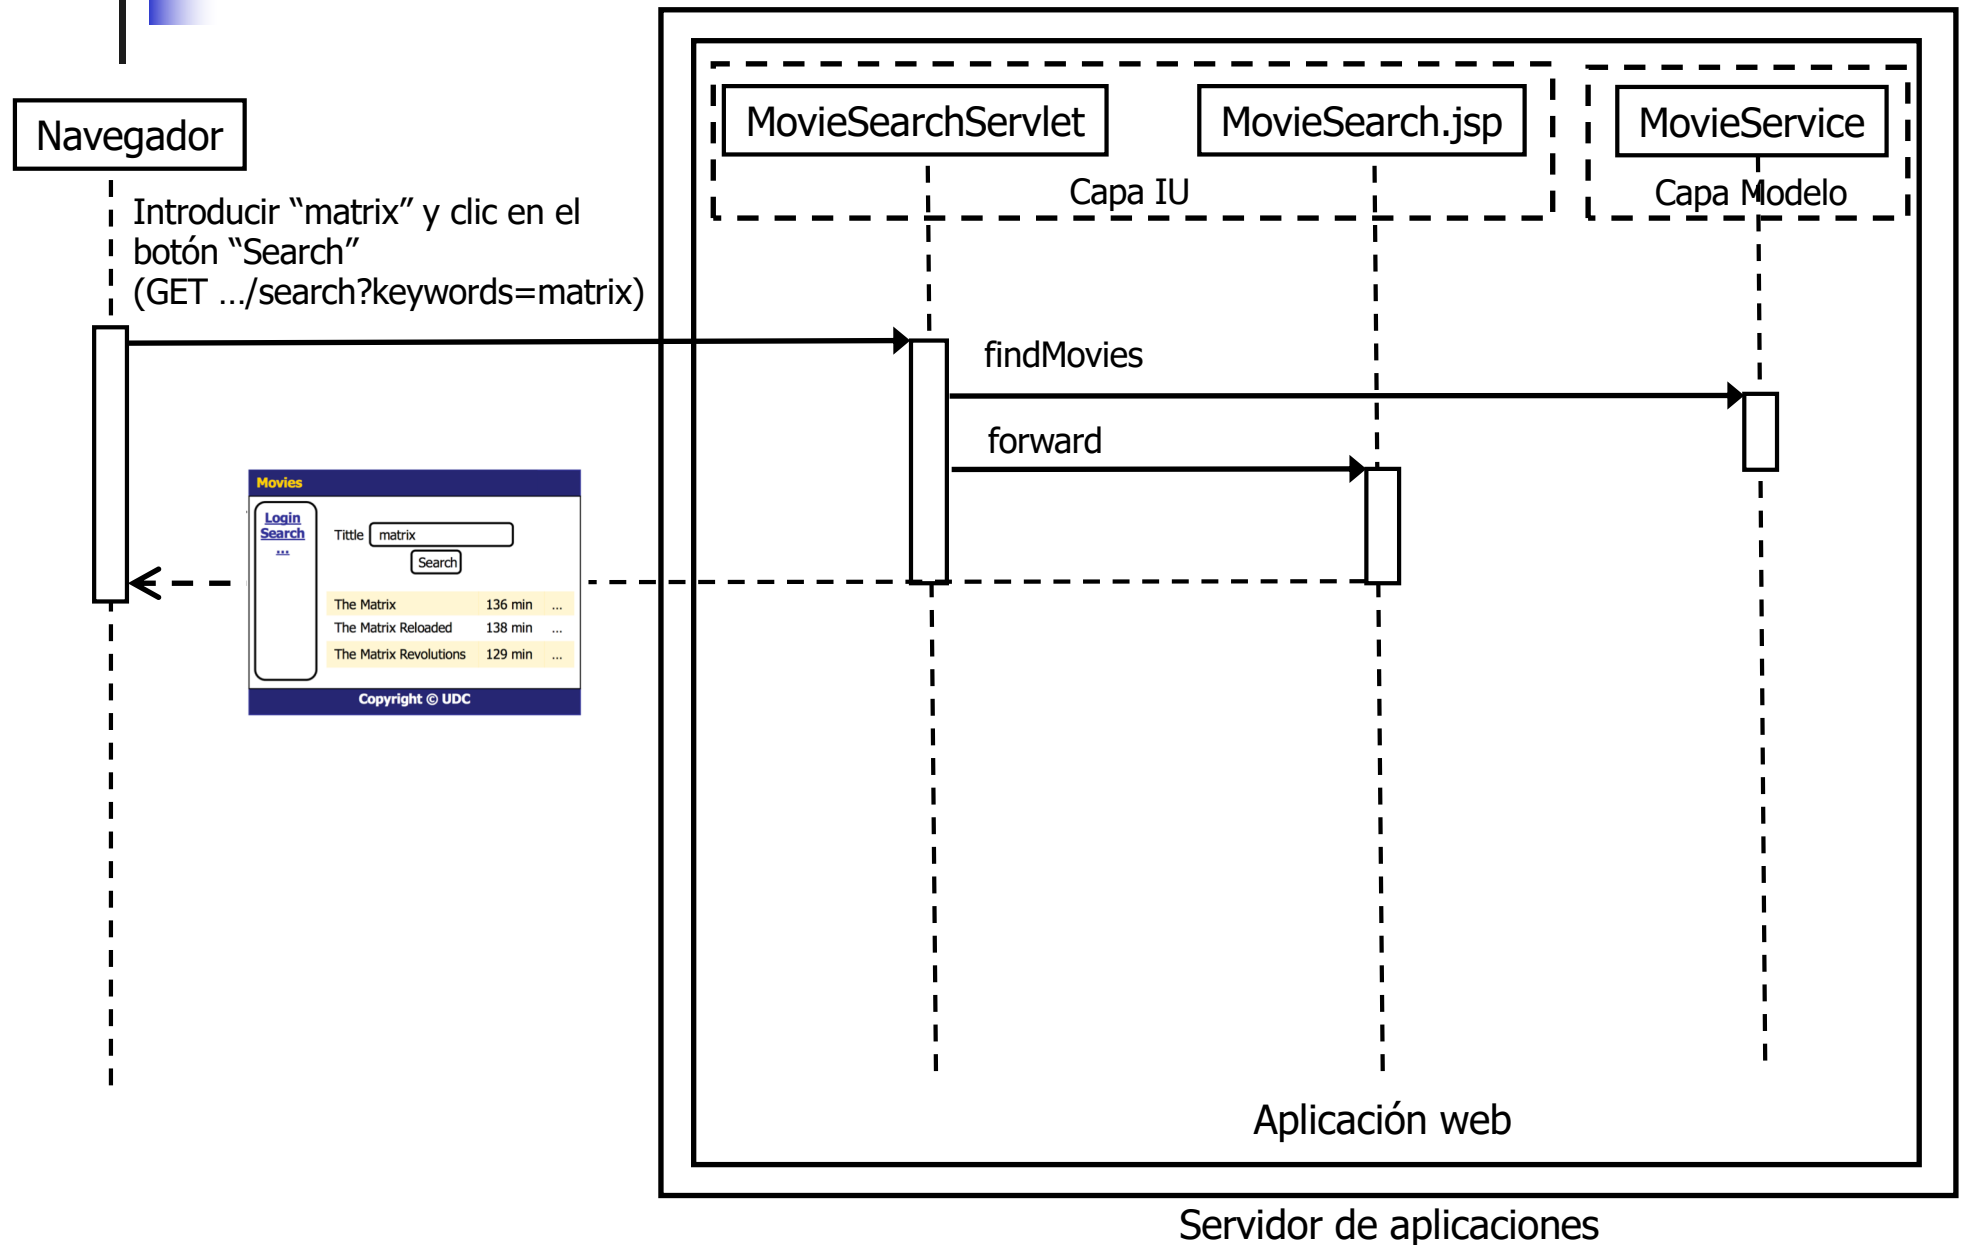 Navegador
MovieSearchServlet
MovieSearch.jsp
MovieService
Capa IU
Capa Modelo
Introducir “matrix” y clic en el
botón “Search”
(GET …/search?keywords=matrix)
findMovies
forward
Movies
Login
Search
...
Tittle
matrix
Search
The Matrix 136 min ...
The Matrix Reloaded 138 min ...
The Matrix Revolutions 129 min ...
Copyright © UDC
Aplicación web
Servidor de aplicaciones